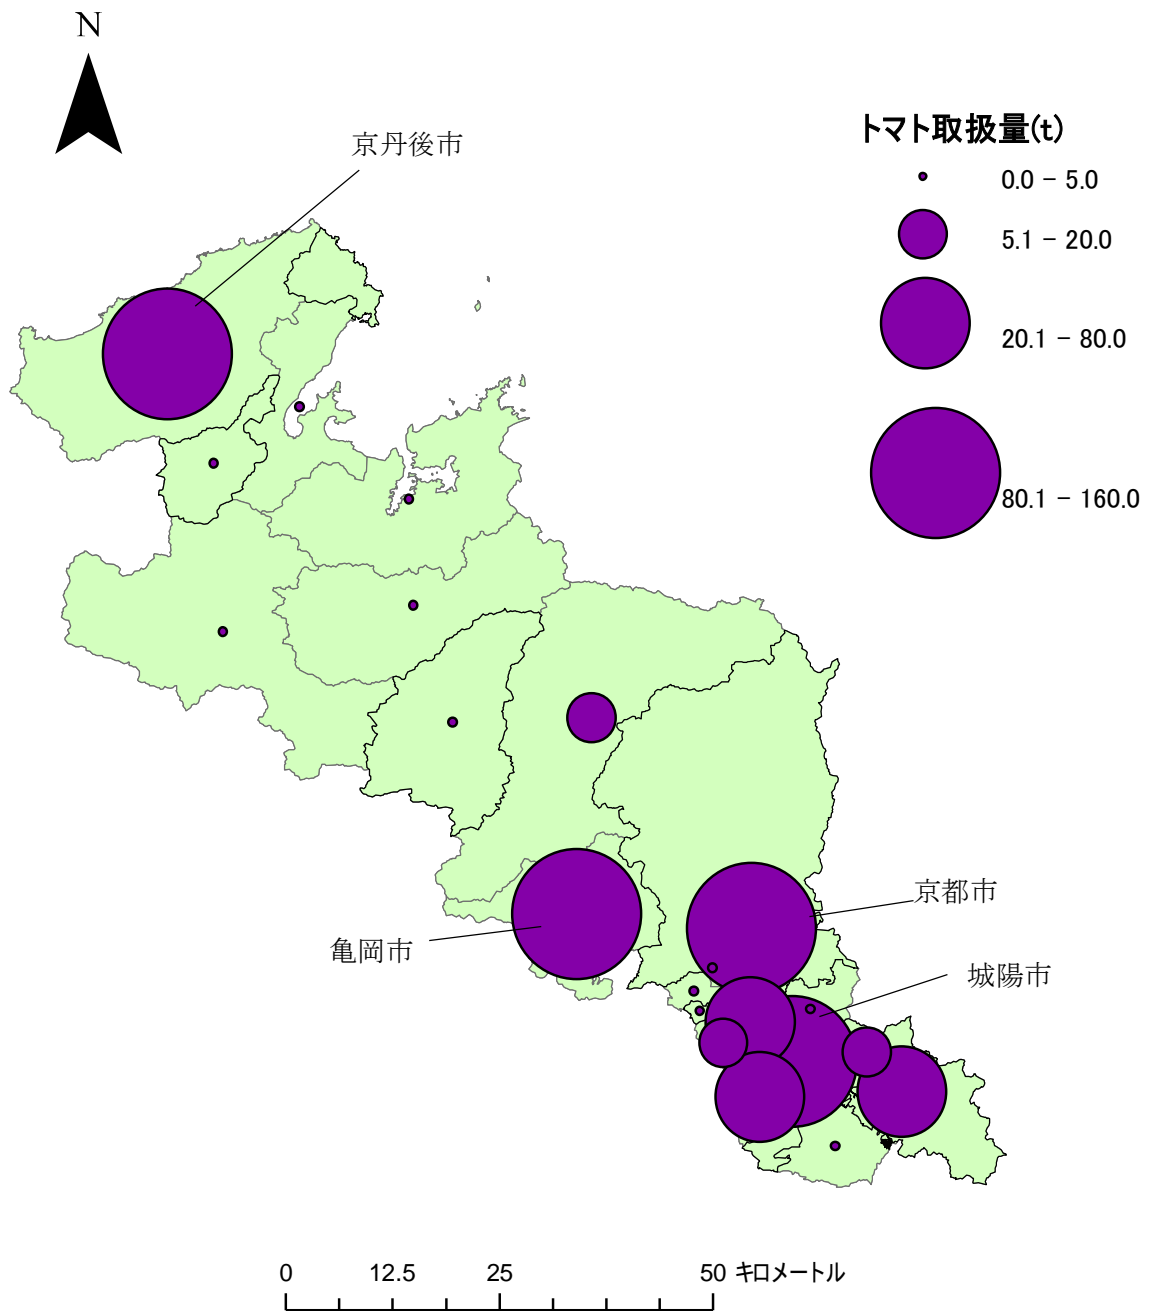 N
京丹後市
トマト取扱量(t)
0.0 - 5.0
5.1 - 20.0
20.1 - 80.0
80.1 - 160.0
京都市
亀岡市
城陽市
0 12.5 25 50 キロメートル